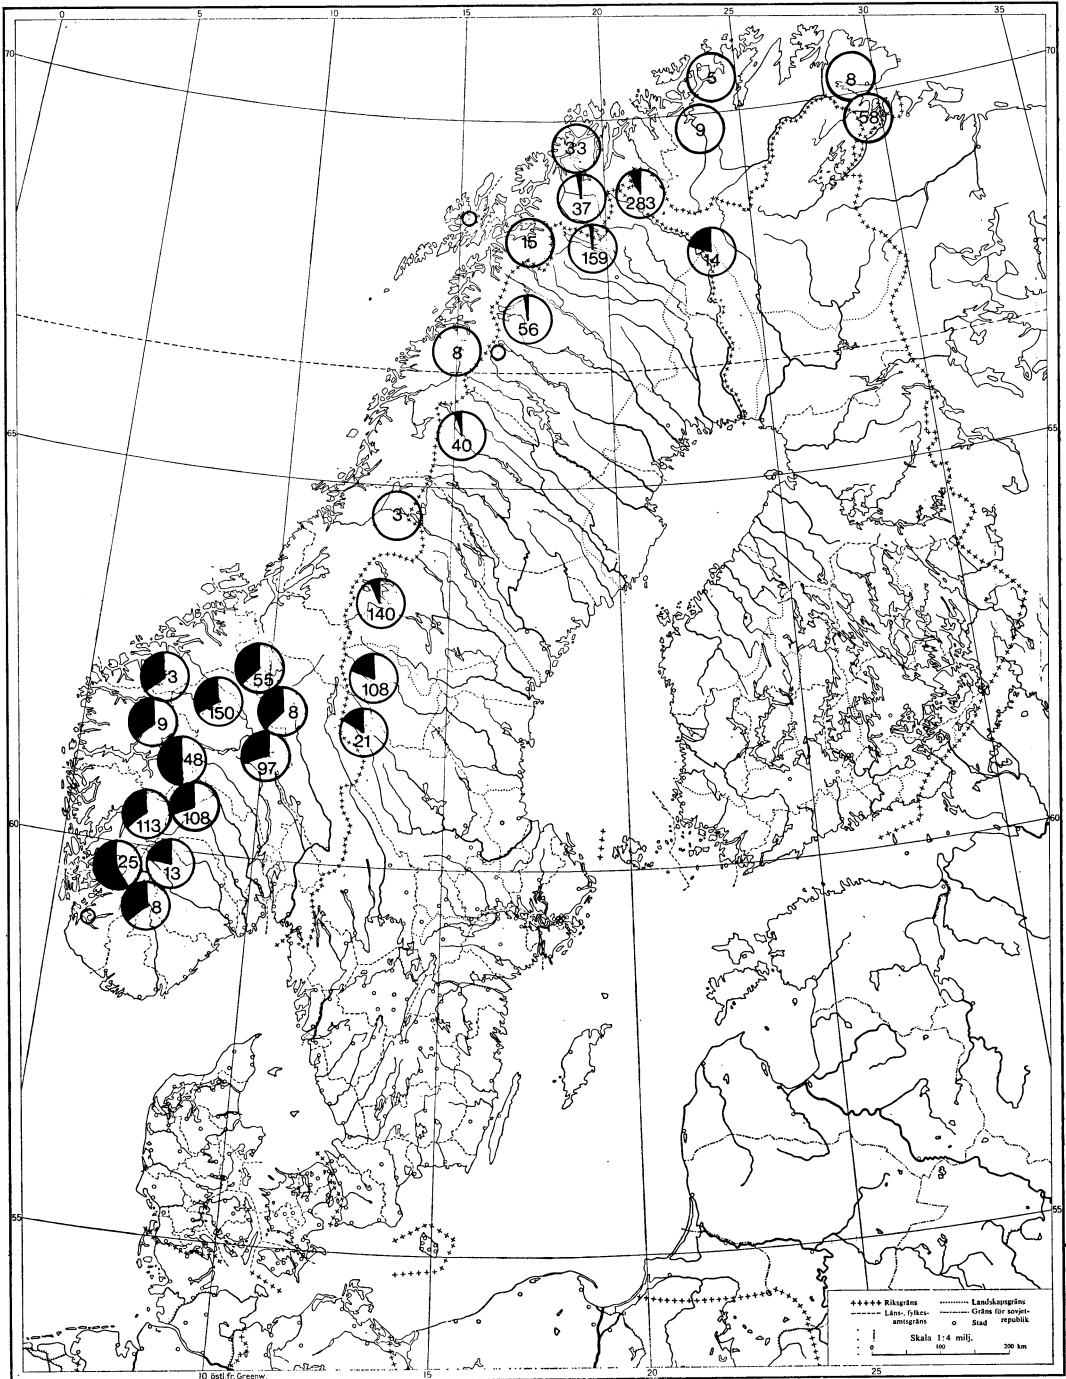 0 5 10 15 20 25 30 35
70 70
5
8
58
9
33
37
283
15
159
14
56
8
65 65
40
3
140
55
108
150
8
9
21
48
97
113
108
60 60
25
13
8
55 55
++++ Riksgräns
Läns-, fylkes-
amtsgräns
Landskapsgräns
Gräns för sovjet-
republik
Stad
Skala 1:4 milj.
0 100 200 km
10 östl.fr. Greenw. 15 20 25